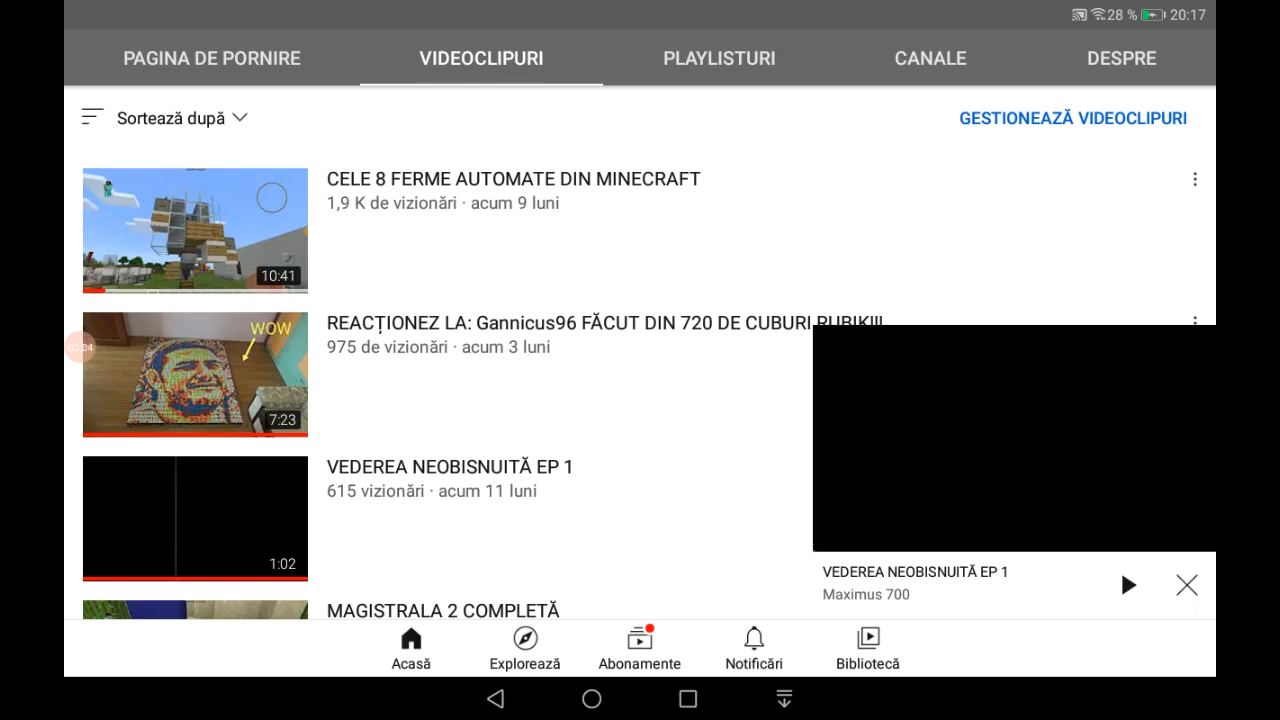 28 % 20:17
PAGINA DE PORNIRE VIDEOCLIPURI PLAYLISTURI CANALE DESPRE
Sortează după GESTIONEAZĂ VIDEOCLIPURI
CELE 8 FERME AUTOMATE DIN MINECRAFT
1,9 K de vizionări · acum 9 luni
10:41
REACȚIONEZ LA: Gannicus96 FĂCUT DIN 720 DE CUBURI RUBIK!!!
975 de vizionări · acum 3 luni
WOW
02:04
7:23
VEDEREA NEOBISNUITĂ EP 1
615 vizionări · acum 11 luni
1:02
VEDEREA NEOBISNUITĂ EP 1
Maximus 700
MAGISTRALA 2 COMPLETĂ
Acasă Explorează Abonamente Notificări Bibliotecă